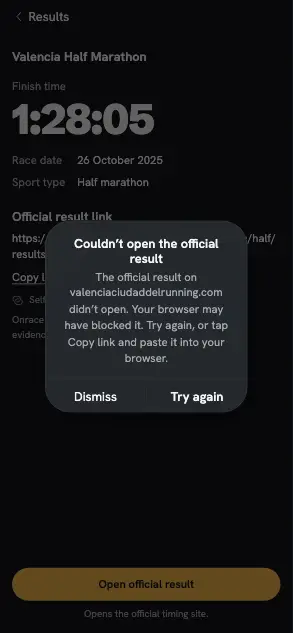 Results
Valencia Half Marathon
Finish time
1:28:05
Race date 26 October 2025
Sport type Half marathon
Official result link
https:/ /half/
results
Copy l
Self
Onrace
evidenc
Couldn’t open the official
result
The official result on
valenciaciudaddelrunning.com
didn’t open. Your browser may
have blocked it. Try again, or tap
Copy link and paste it into your
browser.
Dismiss Try again
Open official result
Opens the official timing site.